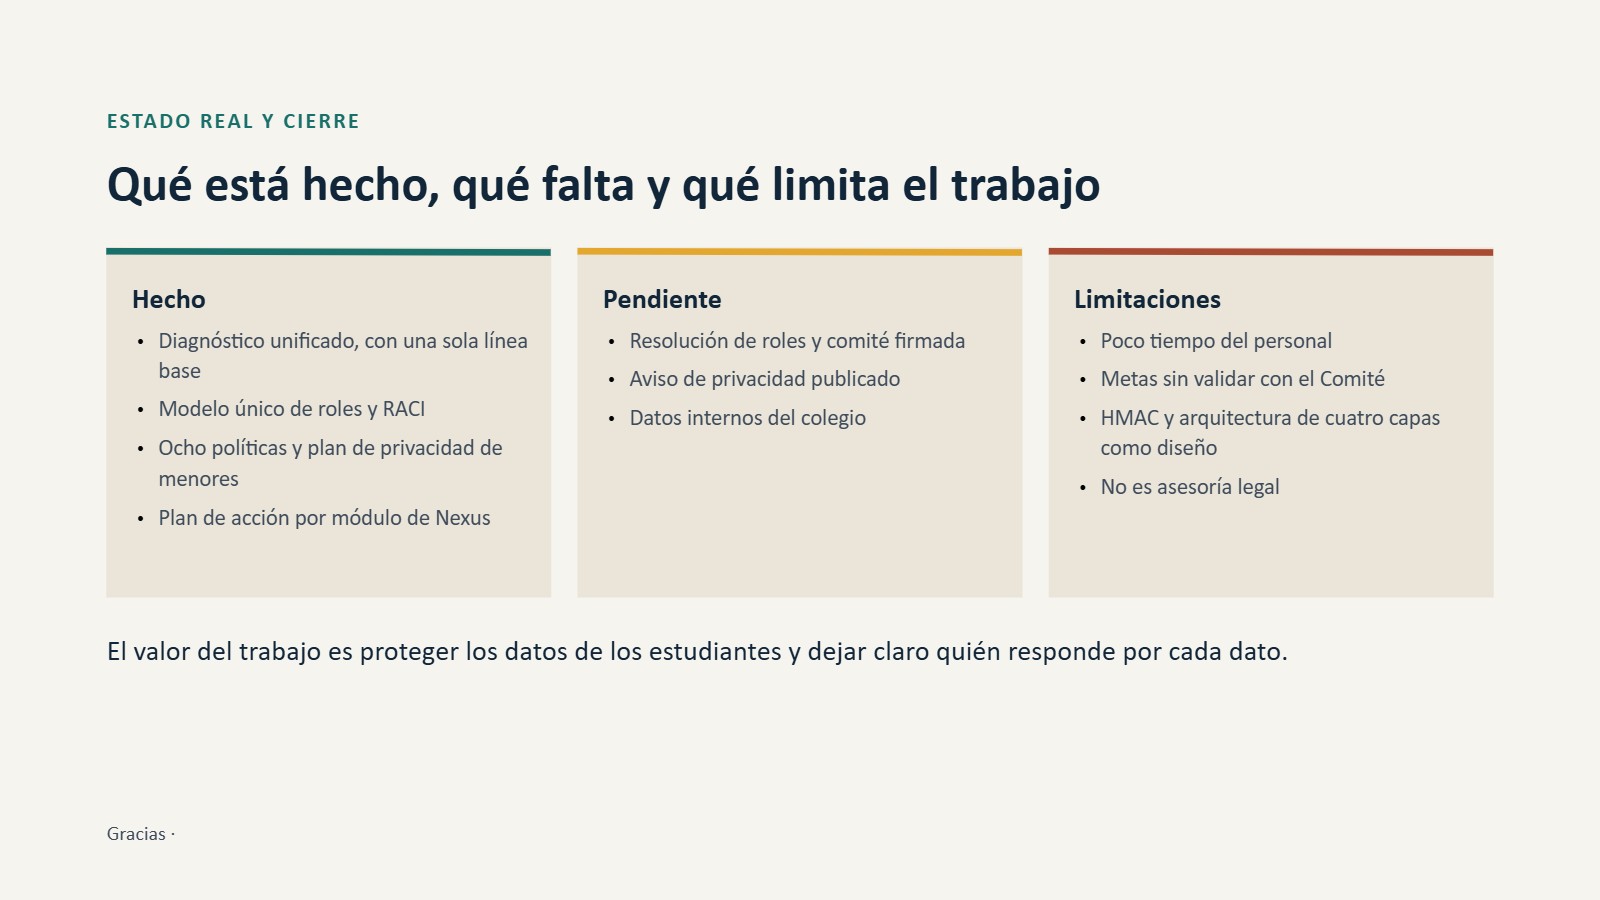 ESTADO REAL Y CIERRE
Qué está hecho, qué falta y qué limita el trabajo
Hecho
• Diagnóstico unificado, con una sola línea
base
• Modelo único de roles y RACI
• Ocho políticas y plan de privacidad de
menores
• Plan de acción por módulo de Nexus
Pendiente
• Resolución de roles y comité firmada
• Aviso de privacidad publicado
• Datos internos del colegio
Limitaciones
• Poco tiempo del personal
• Metas sin validar con el Comité
• HMAC y arquitectura de cuatro capas
como diseño
• No es asesoría legal
El valor del trabajo es proteger los datos de los estudiantes y dejar claro quién responde por cada dato.
Gracias ·